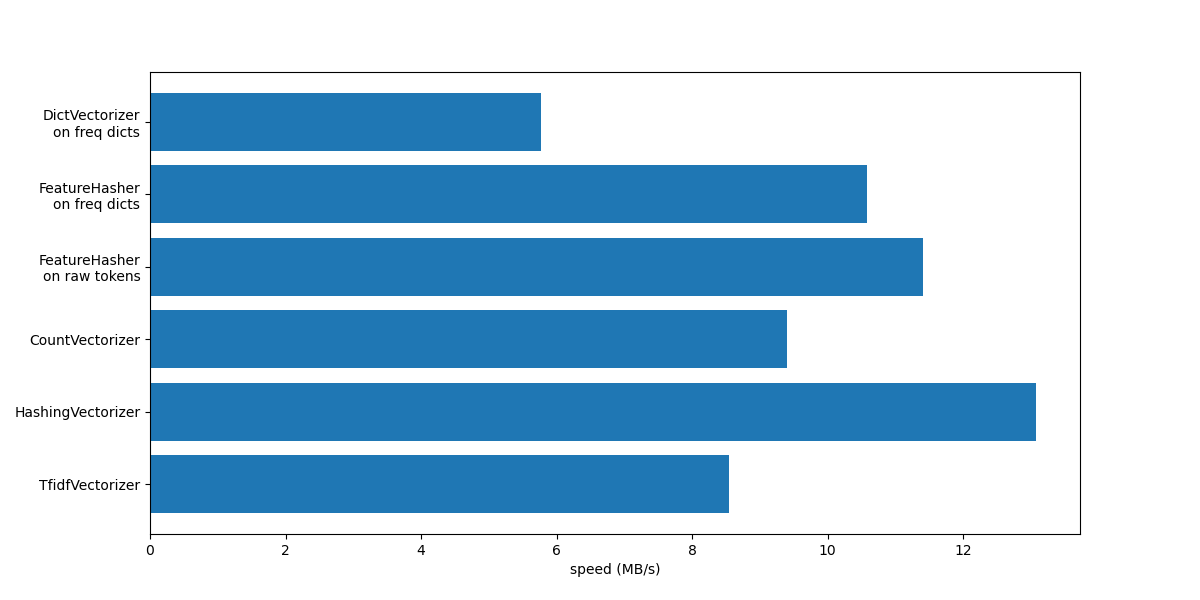 DictVectorizer
on freq dicts
FeatureHasher
on freq dicts
FeatureHasher
on raw tokens
CountVectorizer
HashingVectorizer
TfidfVectorizer
0 2 4 6 8 10 12
speed (MB/s)